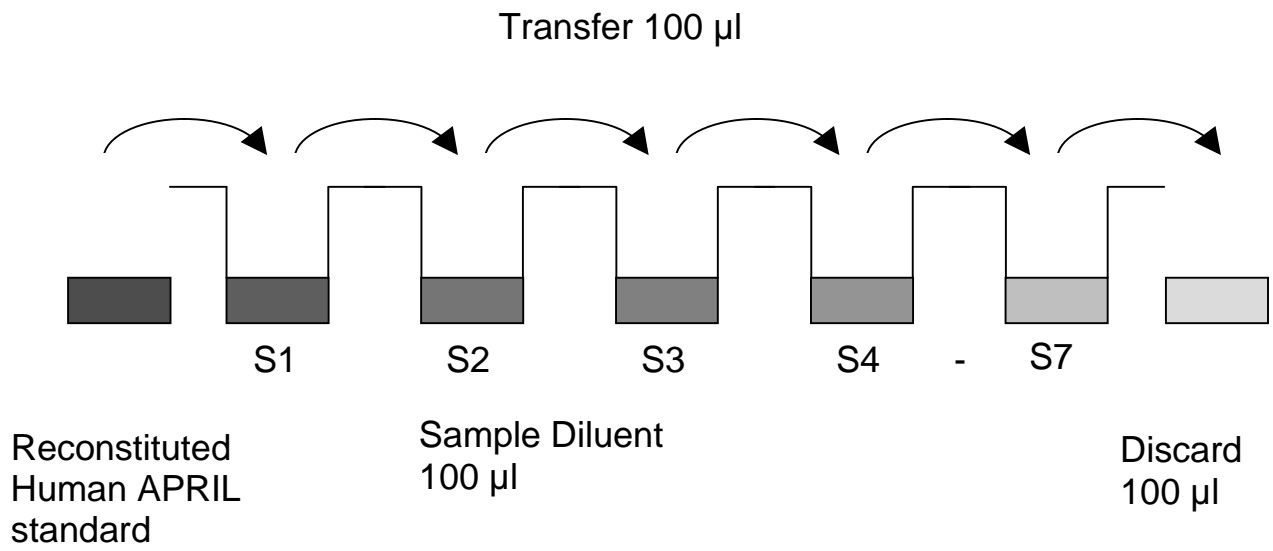 Transfer 100 µl
S1 S2 S3 S4 - S7
Reconstituted
Human APRIL
standard
Sample Diluent
100 µl
Discard
100 µl